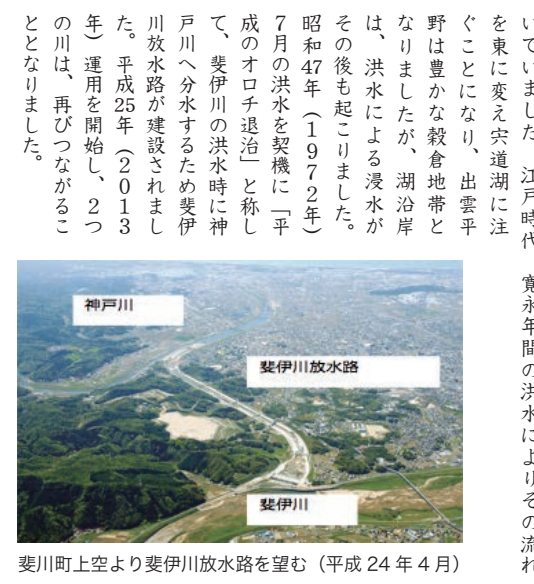 いていました 江戸時代
寛永年間の洪水によりその流れ
を東に変え宍道湖に注
ぐことになり、出雲平
野は豊かな穀倉地帯と
なりましたが、湖沿岸
は、洪水による浸水が
その後も起こりました。
昭和47年（1972年）
7月の洪水を契機に「平
成のオロチ退治」と称し
て、斐伊川の洪水時に神
戸川へ分水するため斐伊
川放水路が建設されまし
た。平成25年（2013
年）運用を開始し、2つ
の川は、再びつながるこ
ととなりました。
神戸川
斐伊川放水路
斐伊川
斐川町上空より斐伊川放水路を望む（平成24年4月）